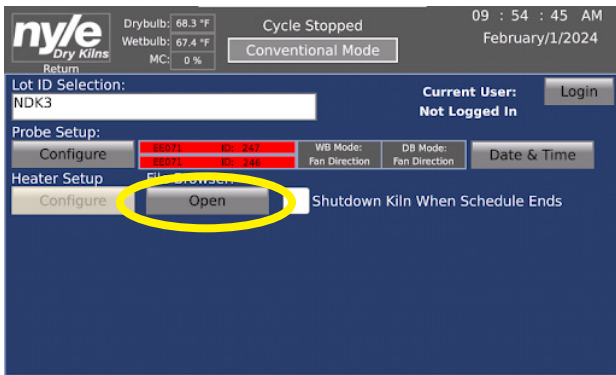 nyle
Dry Kilns
Return
Drybulb: 68.3 °F
Wetbulb: 67.4 °F
MC: 0 %
Cycle Stopped
Conventional Mode
09 : 54 : 45 AM
February/1/2024
Lot ID Selection:
NDK3
Current User:
Not Logged In
Login
Probe Setup:
Configure
EE071 ID: 247
EE071 ID: 246
WB Mode:
Fan Direction
DB Mode:
Fan Direction
Date & Time
Heater Setup
File Browser:
Configure
Open
Shutdown Kiln When Schedule Ends